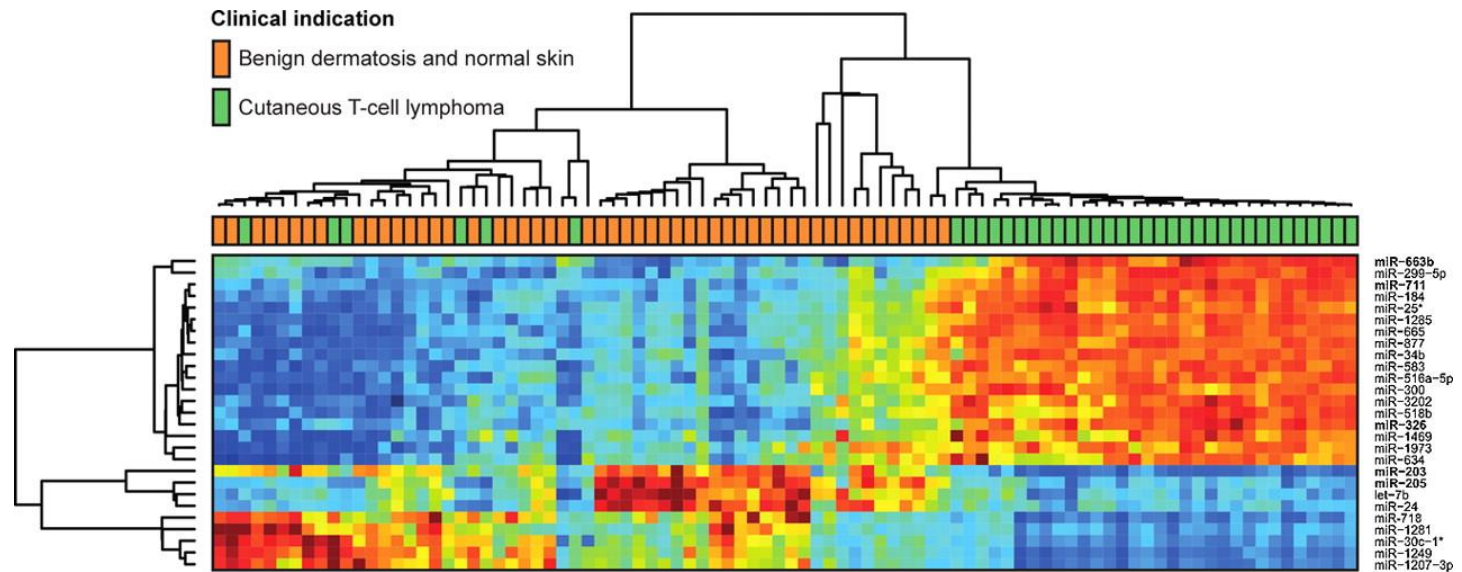 Clinical indication
Benign dermatosis and normal skin
Cutaneous T-cell lymphoma
miR-663b
miR-299-5p
miR-711
miR-184
miR-25*
miR-1285
miR-665
miR-877
miR-34b
miR-583
miR-516a-5p
miR-300
miR-3202
miR-518b
miR-326
miR-1469
miR-1973
miR-634
miR-203
miR-205
let-7b
miR-24
miR-718
miR-1281
miR-30c-1*
miR-1249
miR-1207-3p